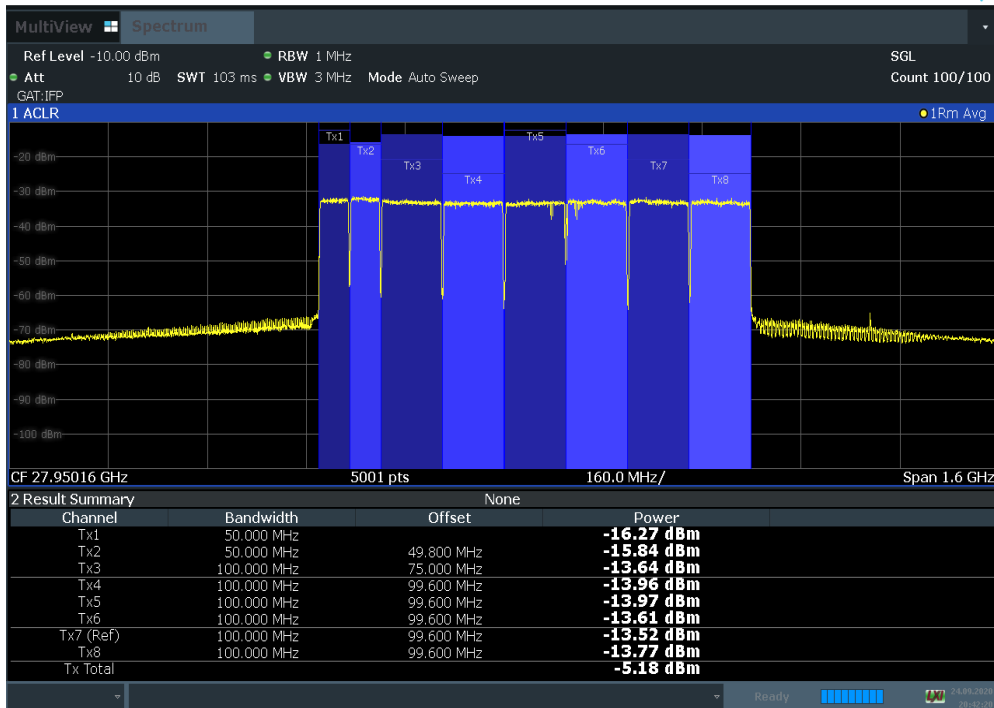 MultiView Spectrum
Ref Level -10.00 dBm RBW 1 MHz SGL
Att 10 dB SWT 103 ms VBW 3 MHz Mode Auto Sweep Count 100/100
GAT:IFP
1 ACLR 1Rm Avg
Tx1 Tx2 Tx3 Tx4 Tx5 Tx6 Tx7 Tx8
-20 dBm
-30 dBm
-40 dBm
-50 dBm
-60 dBm
-70 dBm
-80 dBm
-90 dBm
-100 dBm
CF 27.95016 GHz 5001 pts 160.0 MHz/ Span 1.6 GHz
2 Result Summary None
Channel Bandwidth Offset Power
Tx1 50.000 MHz -16.27 dBm
Tx2 50.000 MHz 49.800 MHz -15.84 dBm
Tx3 100.000 MHz 75.000 MHz -13.64 dBm
Tx4 100.000 MHz 99.600 MHz -13.96 dBm
Tx5 100.000 MHz 99.600 MHz -13.97 dBm
Tx6 100.000 MHz 99.600 MHz -13.61 dBm
Tx7 (Ref) 100.000 MHz 99.600 MHz -13.52 dBm
Tx8 100.000 MHz 99.600 MHz -13.77 dBm
Tx Total -5.18 dBm
Ready LXI 24.09.2020
20:42:20